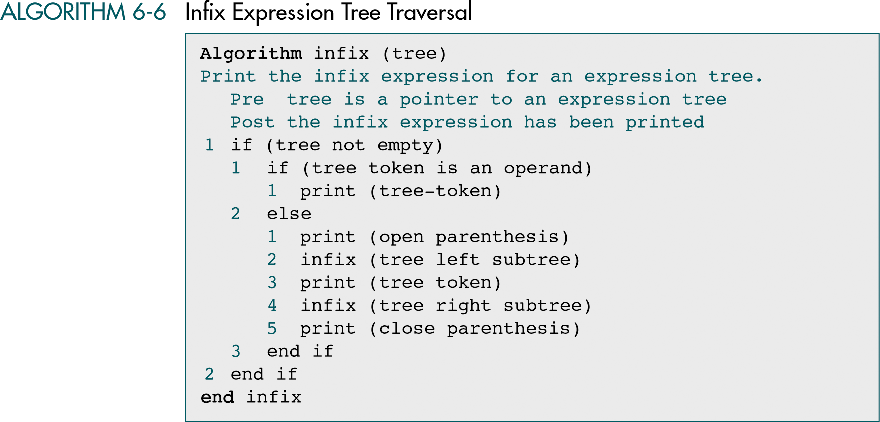 ALGORITHM 6-6 Infix Expression Tree Traversal
Algorithm infix (tree)
Print the infix expression for an expression tree.
Pre tree is a pointer to an expression tree
Post the infix expression has been printed
1 if (tree not empty)
1 if (tree token is an operand)
1 print (tree-token)
2 else
1 print (open parenthesis)
2 infix (tree left subtree)
3 print (tree token)
4 infix (tree right subtree)
5 print (close parenthesis)
3 end if
2 end if
end infix